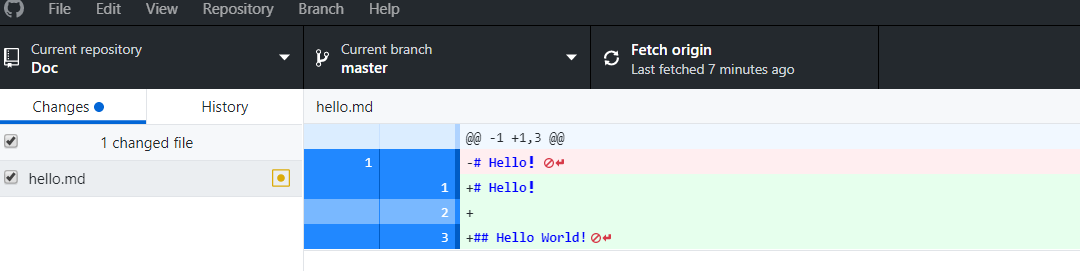 File Edit View Repository Branch Help
Current repository
Doc
Current branch
master
Fetch origin
Last fetched 7 minutes ago
Changes
History
1 changed file
hello.md
hello.md
@@ -1 +1,3 @@
1 -# Hello!
1 +# Hello!
2 +
3 +## Hello World!